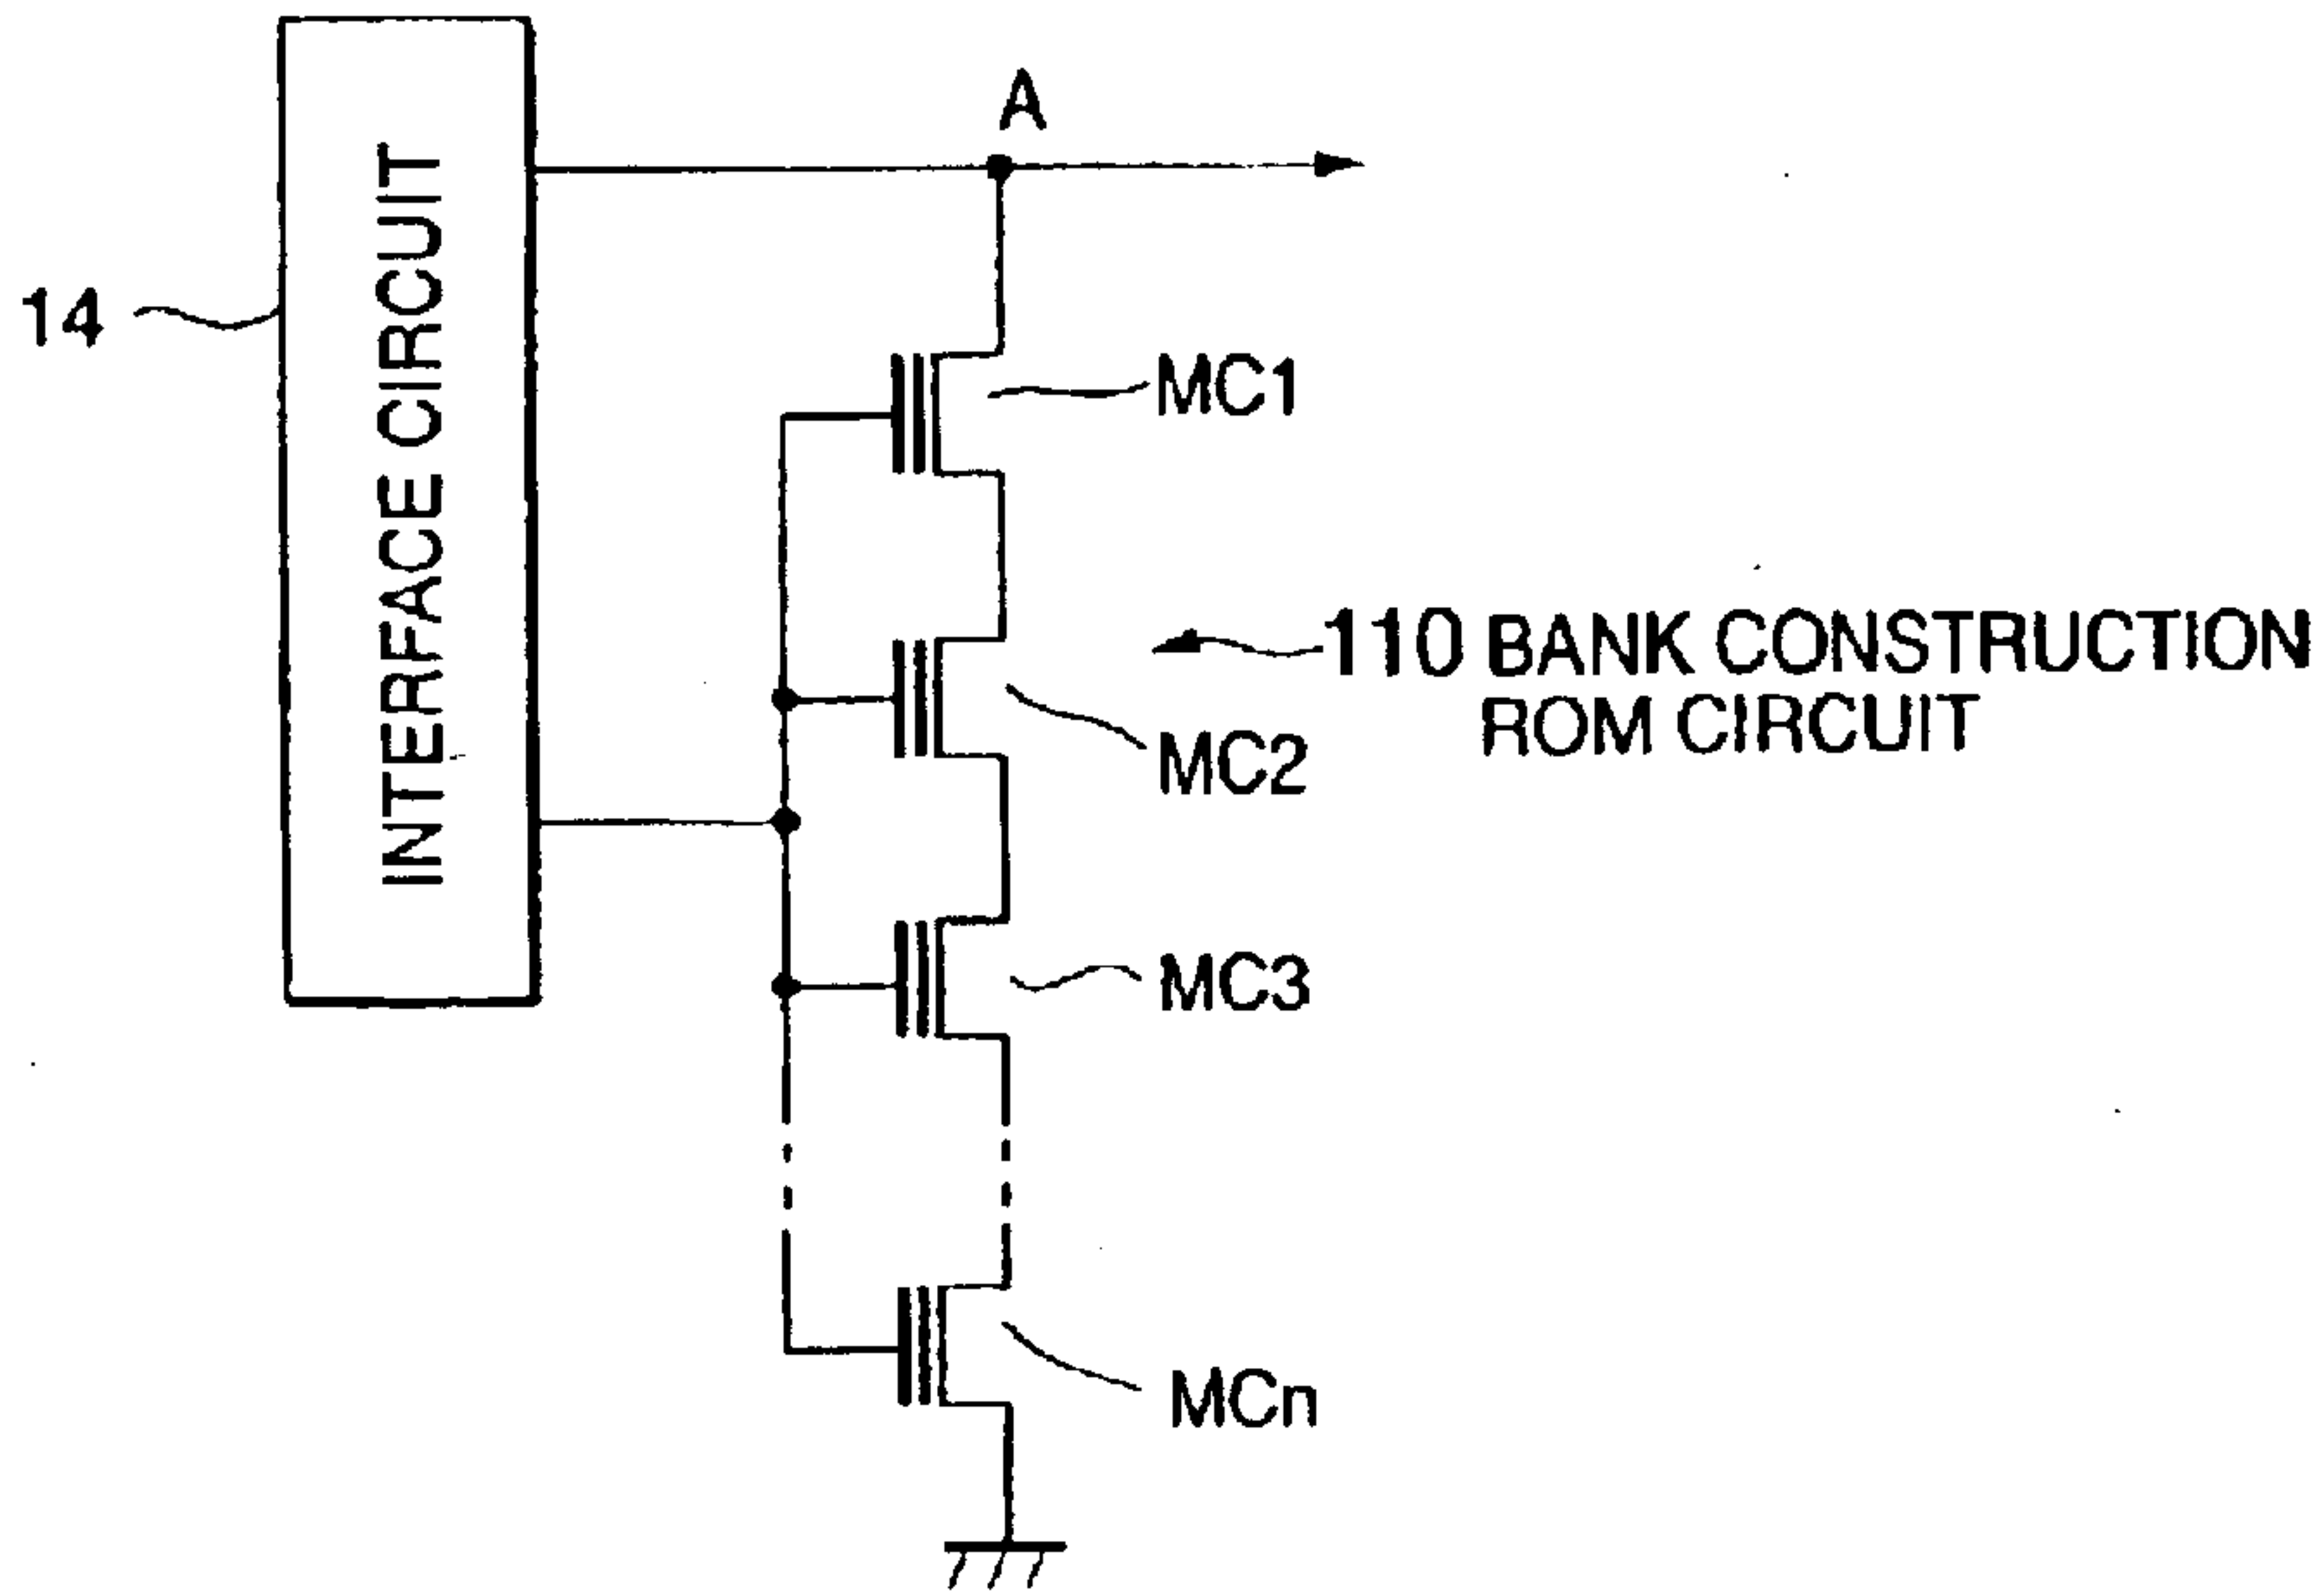 A
INTERFACE CIRCUIT
14
MC1
110 BANK CONSTRUCTION
ROM CIRCUIT
MC2
MC3
MCn